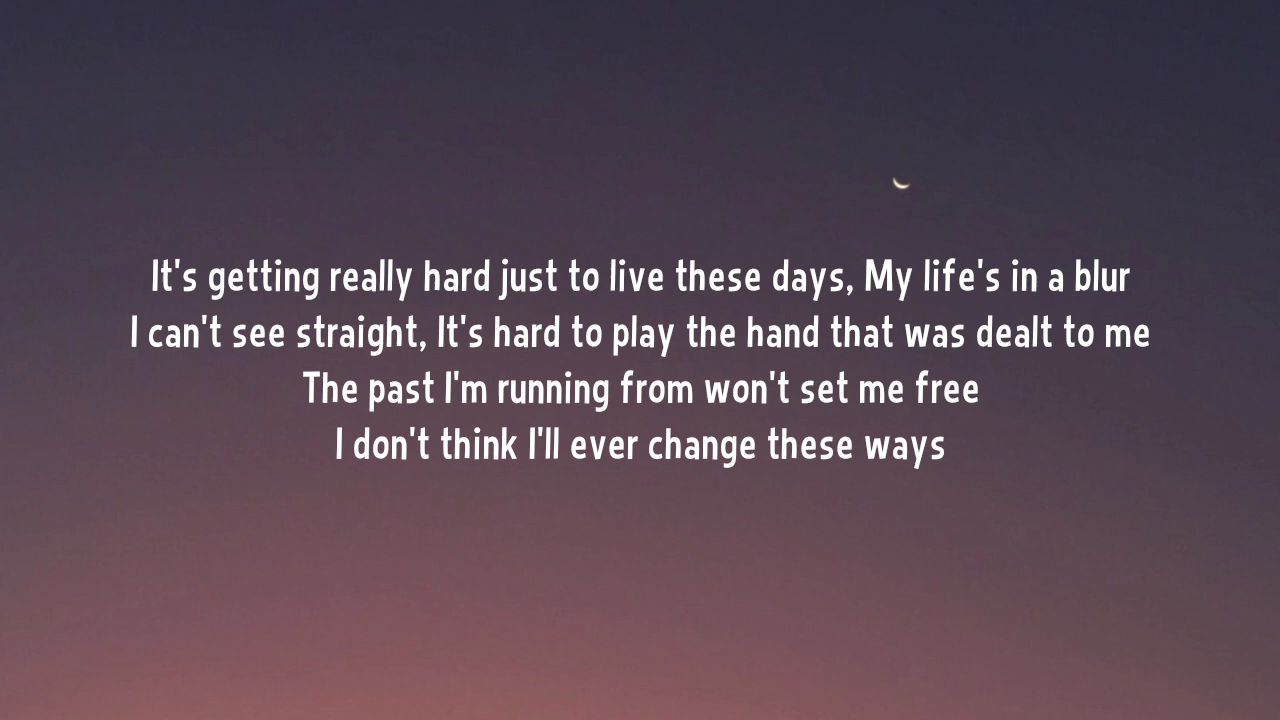 It's getting really hard just to live these days, My life's in a blur
I can't see straight, It's hard to play the hand that was dealt to me
The past I'm running from won't set me free
I don't think I'll ever change these ways